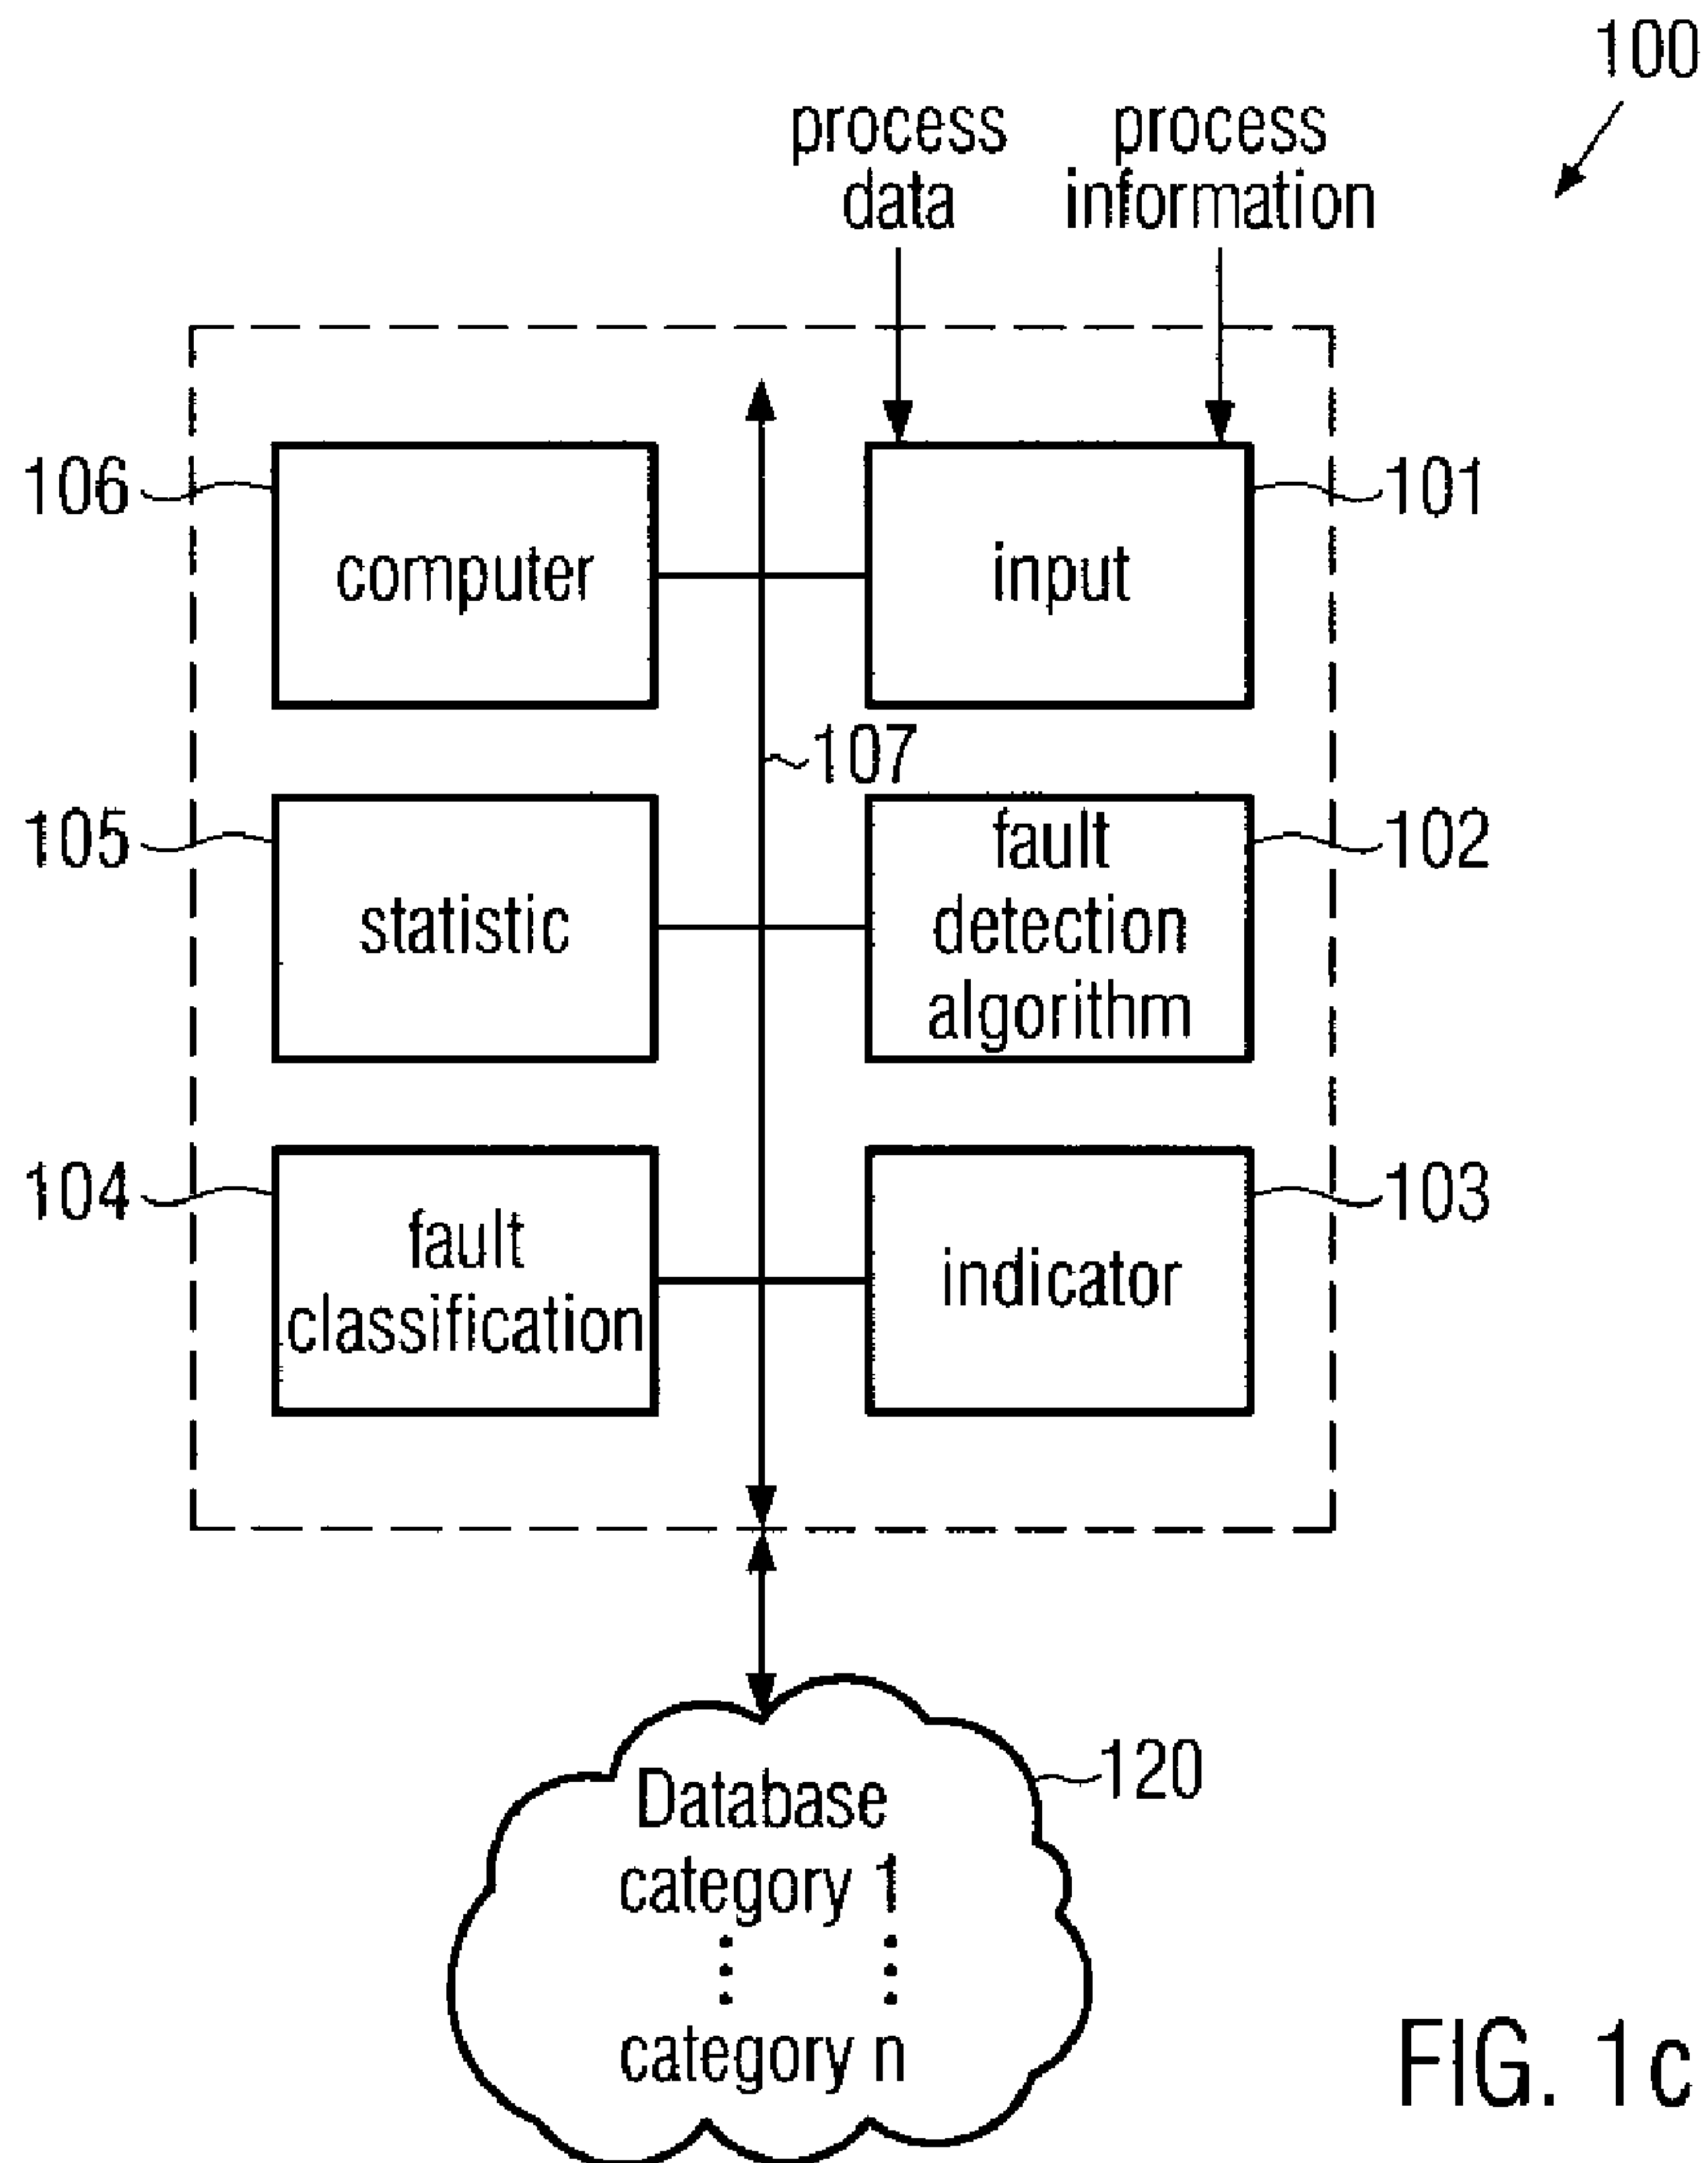 100
process process
data information
106
computer
input
101
107
105
statistic
fault
detection
algorithm
102
104
fault
classification
indicator
103
Database
category 1
category n
120
FIG. 1c